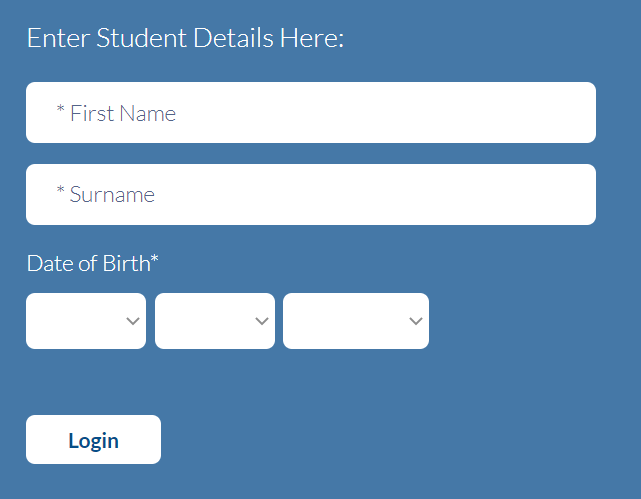 Enter Student Details Here:
* First Name
* Surname
Date of Birth*
Login